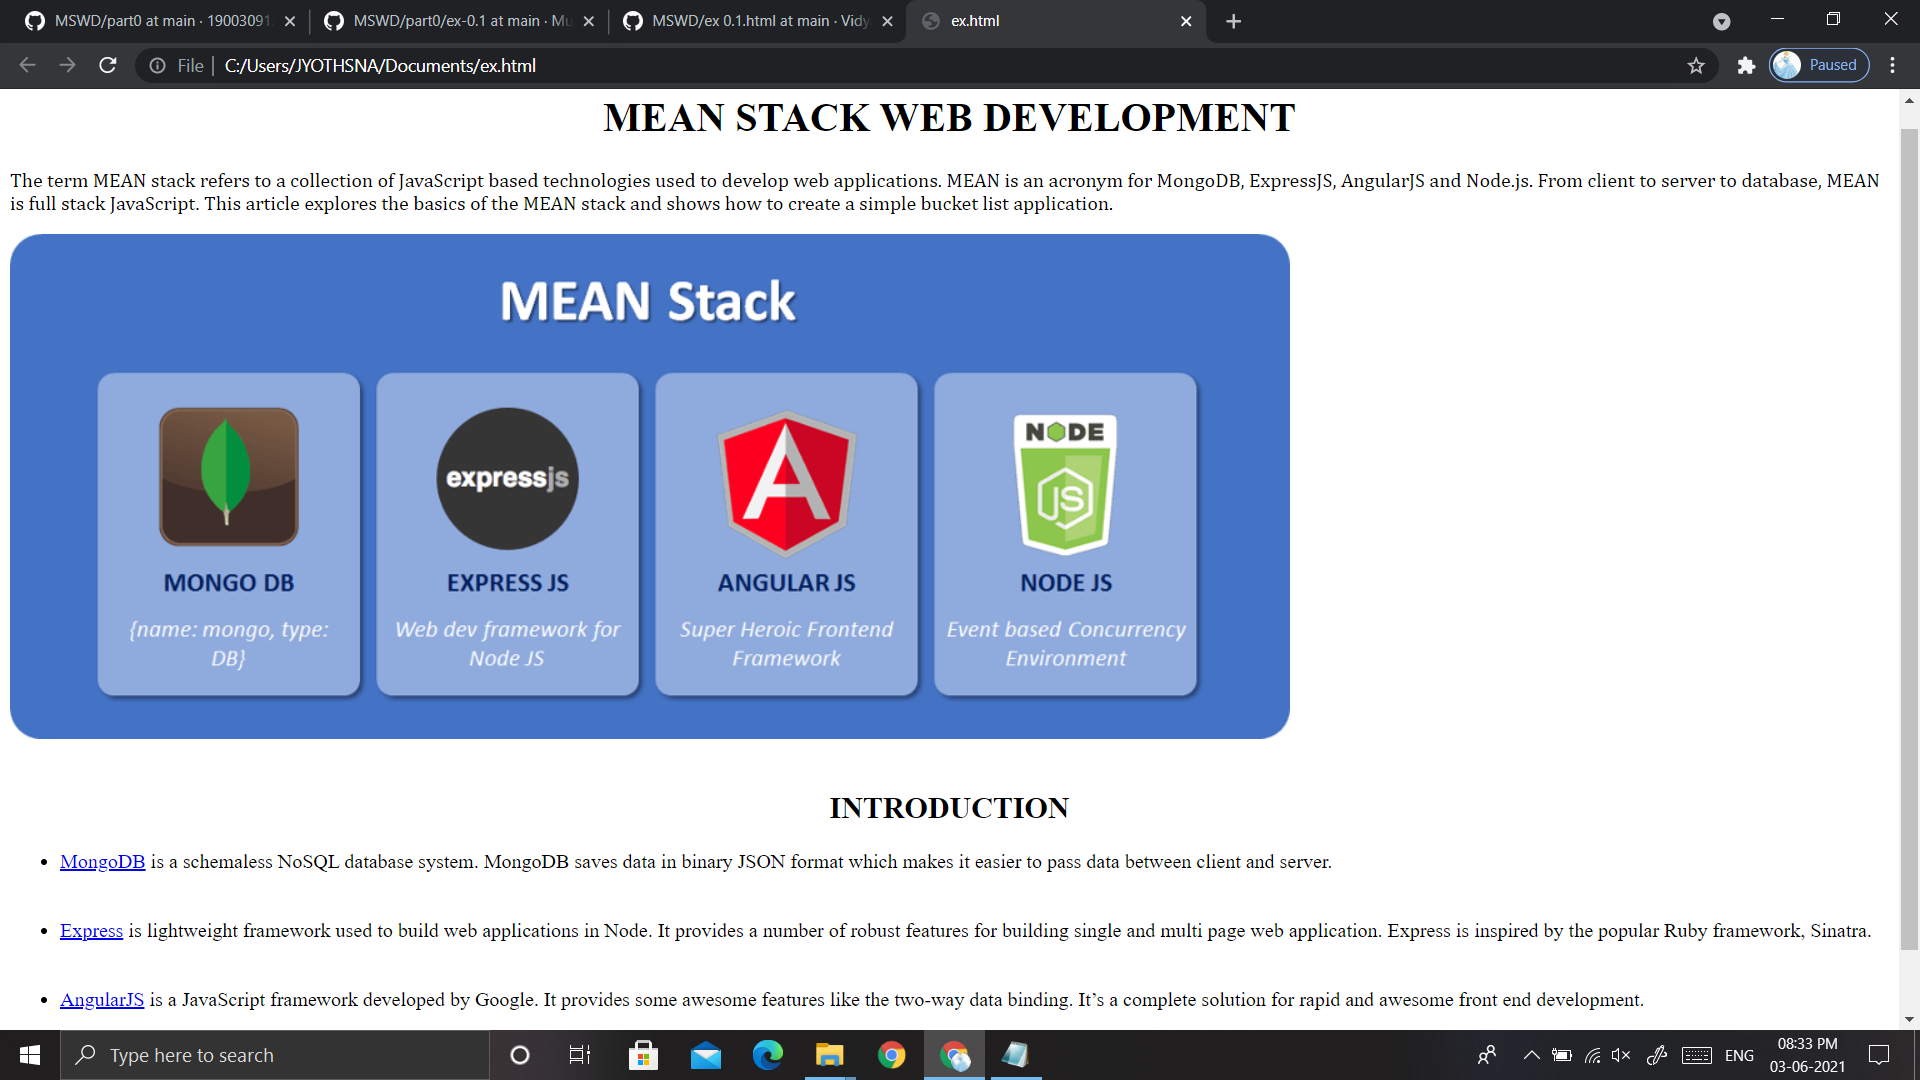 MSWD/part0 at main · 19003091
MSWD/part0/ex-0.1 at main · Mu
MSWD/ex 0.1.html at main · Vidy
ex.html
File
C:/Users/JYOTHSNA/Documents/ex.html
Paused
MEAN STACK WEB DEVELOPMENT
The term MEAN stack refers to a collection of JavaScript based technologies used to develop web applications. MEAN is an acronym for MongoDB, ExpressJS, AngularJS and Node.js. From client to server to database, MEAN
is full stack JavaScript. This article explores the basics of the MEAN stack and shows how to create a simple bucket list application.
MEAN Stack
expressjs
NODE
JS
MONGO DB
EXPRESS JS
ANGULAR JS
NODE JS
{name: mongo, type:
DB}
Web dev framework for
Node JS
Super Heroic Frontend
Framework
Event based Concurrency
Environment
INTRODUCTION
• MongoDB is a schemaless NoSQL database system. MongoDB saves data in binary JSON format which makes it easier to pass data between client and server.
• Express is lightweight framework used to build web applications in Node. It provides a number of robust features for building single and multi page web application. Express is inspired by the popular Ruby framework, Sinatra.
• AngularJS is a JavaScript framework developed by Google. It provides some awesome features like the two-way data binding. It’s a complete solution for rapid and awesome front end development.
Type here to search
ENG
08:33 PM
03-06-2021